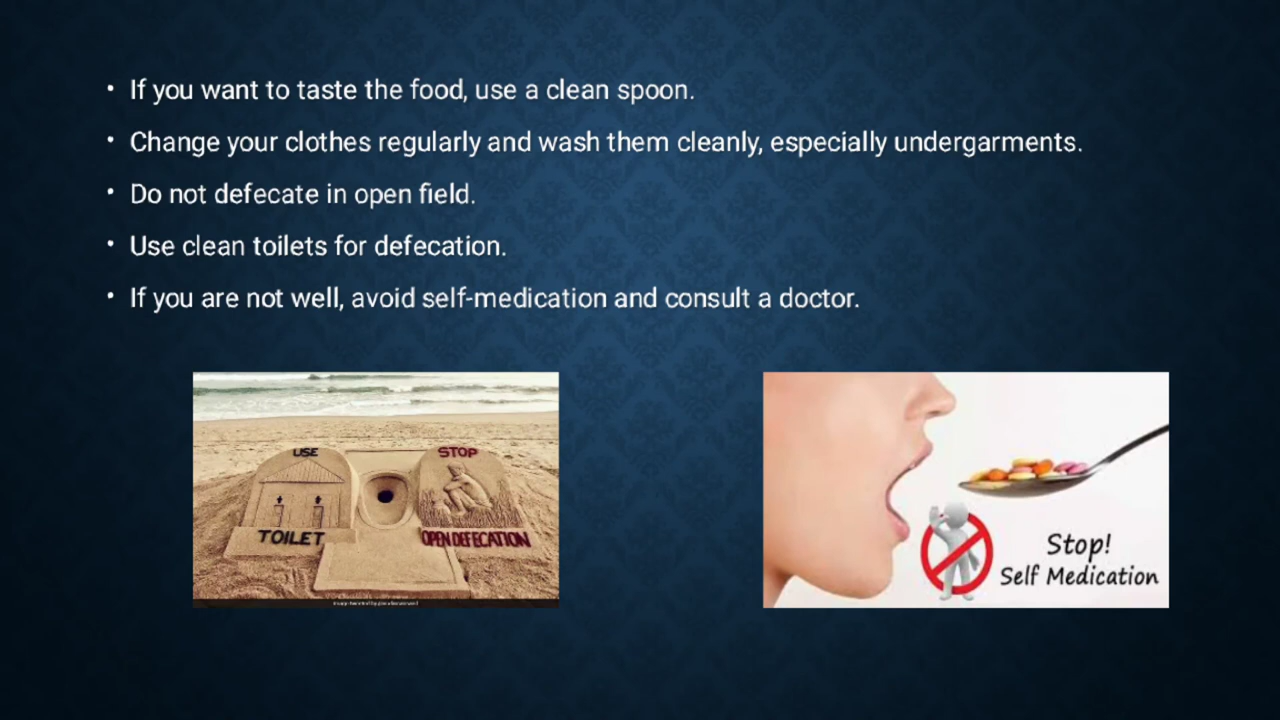 • If you want to taste the food, use a clean spoon.
• Change your clothes regularly and wash them cleanly, especially undergarments.
• Do not defecate in open field.
• Use clean toilets for defecation.
• If you are not well, avoid self-medication and consult a doctor.
USE
TOILET
STOP
OPEN DEFECATION
Stop!
Self Medication